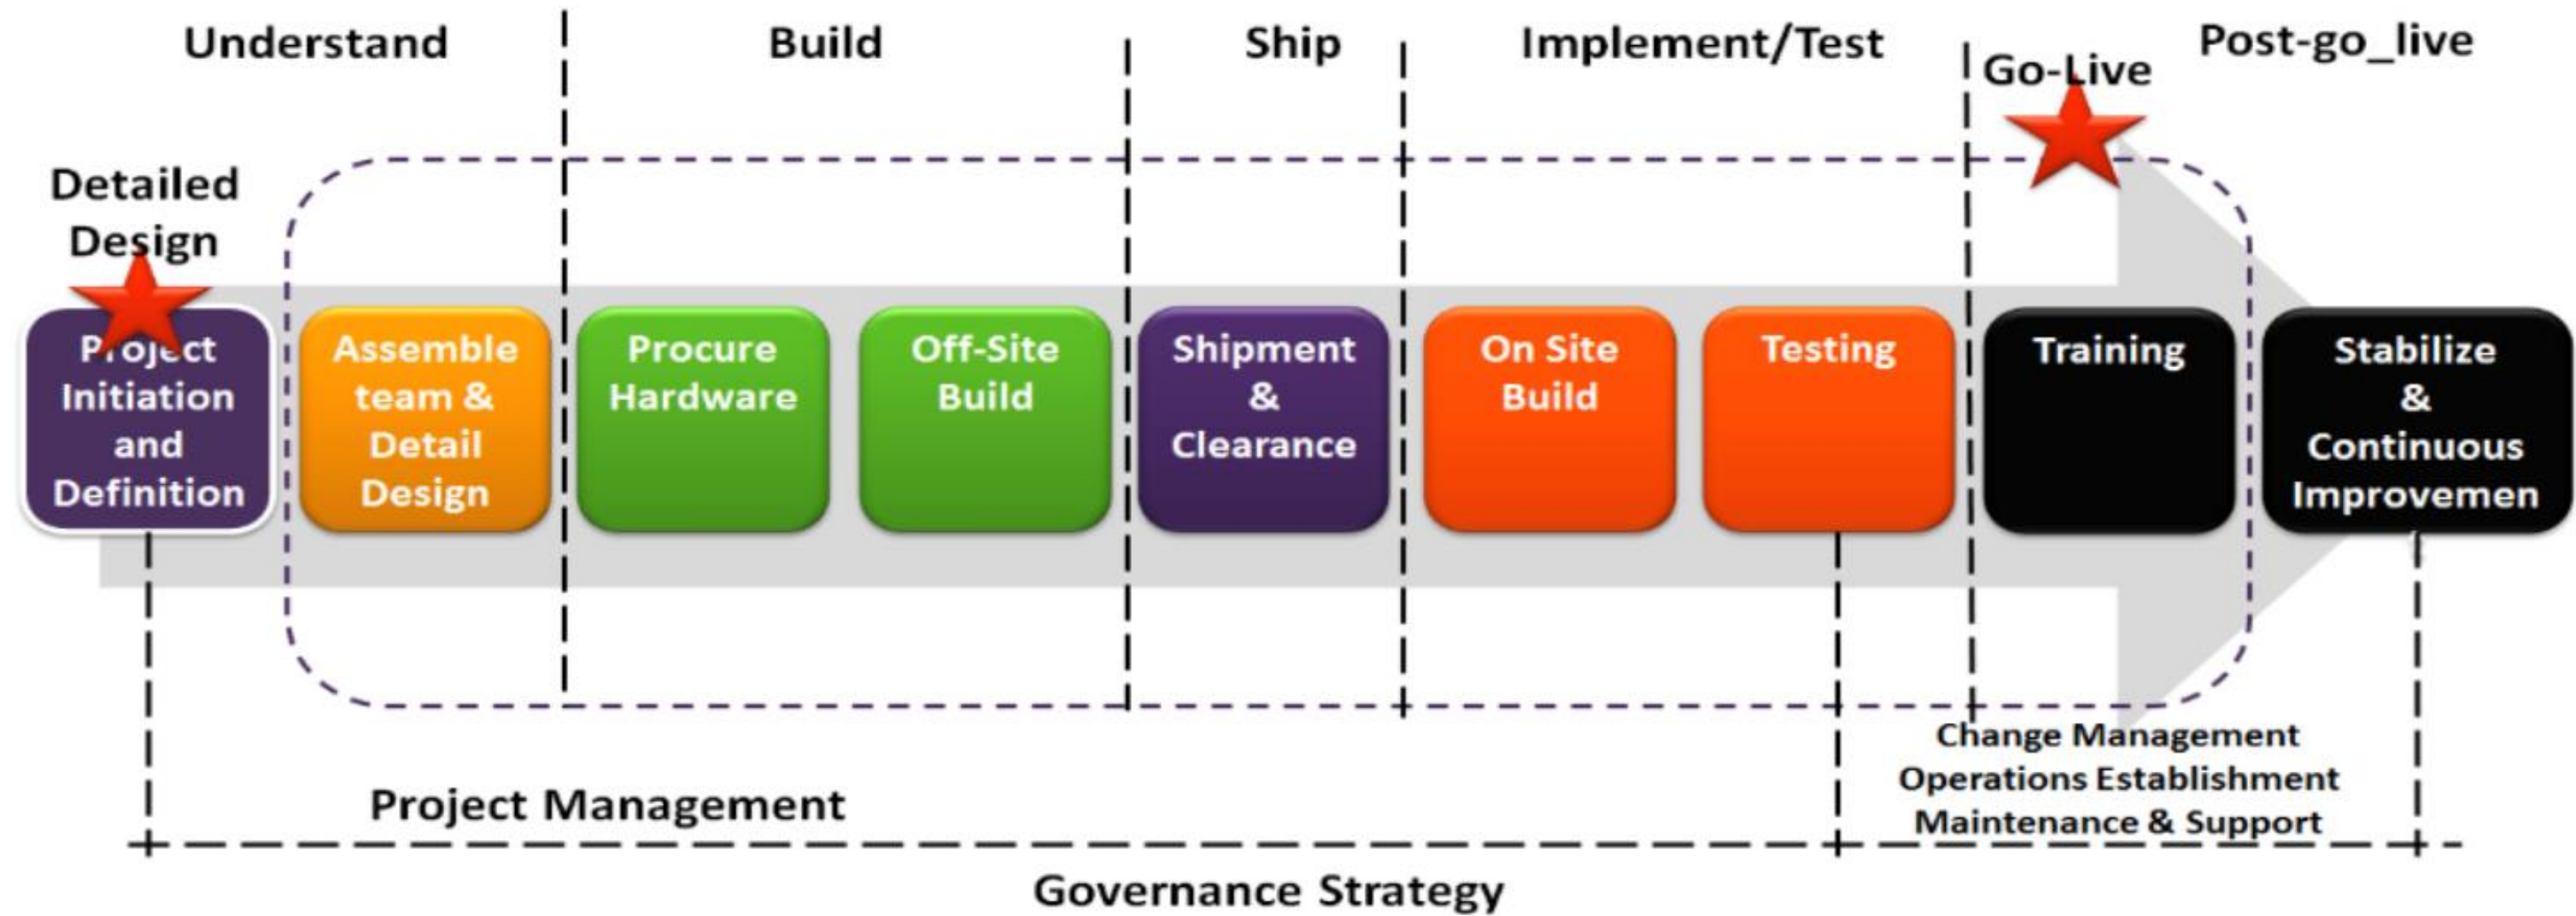 Understand
Build
Ship
Implement/Test
Post-go_live
Go-Live
Detailed
Design
Project
Initiation
and
Definition
Assemble
team &
Detail
Design
Procure
Hardware
Off-Site
Build
Shipment
&
Clearance
On Site
Build
Testing
Training
Stabilize
&
Continuous
Improvemen
Change Management
Operations Establishment
Maintenance & Support
Project Management
Governance Strategy